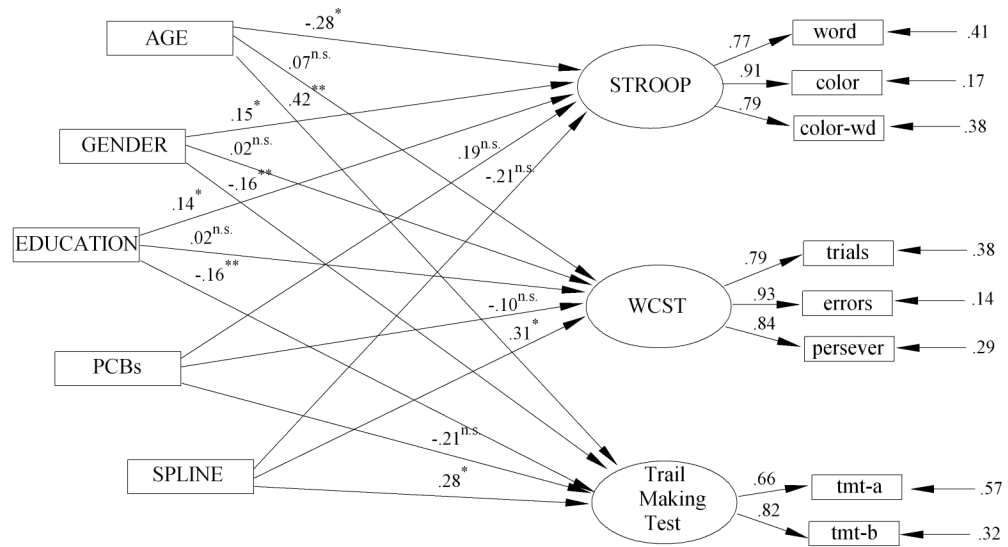 AGE
GENDER
EDUCATION
PCBs
SPLINE
-.28*
.07n.s.
.42**
.15*
.02n.s.
-.16**
.14*
.02n.s.
-.16**
.19n.s.
-.10n.s.
-.21n.s.
-.21n.s.
.31*
.28*
STROOP
WCST
Trail
Making
Test
.77
word
.41
.91
color
.17
.79
color-wd
.38
.79
trials
.38
.93
errors
.14
.84
persever
.29
.66
tmt-a
.57
.82
tmt-b
.32